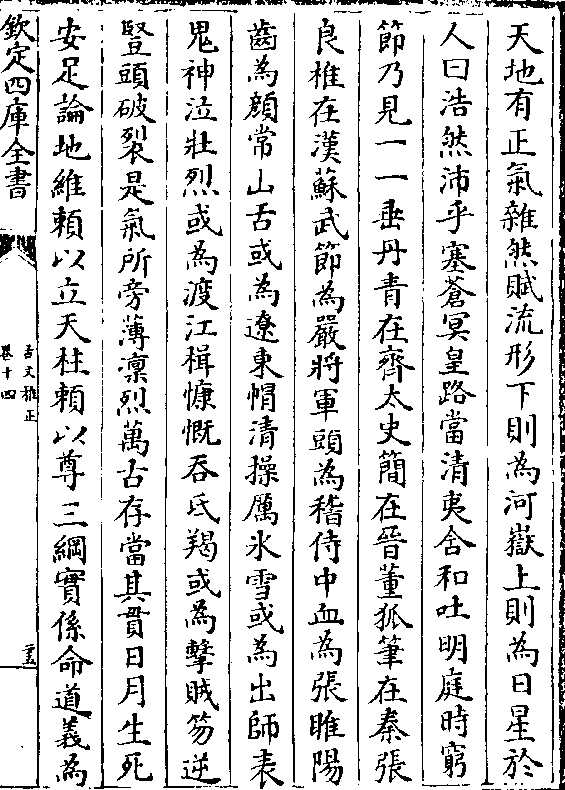 天地有正氣雜然賦流形下則為河嶽上則為日星於
人曰浩然沛乎塞蒼冥皇路當清夷含和吐明庭時窮
節乃見一一垂丹青在齊太史簡在晉董狐筆在秦張
良椎在漢蘇武節為嚴將軍頭為嵇侍中血為張睢陽
齒為顏常山舌或為遼東帽清操厲氷雪或為出師表
鬼神泣壯烈或為渡江楫慷慨吞氐羯或為擊賊笏逆
豎頭破裂是氣所旁薄凛烈萬古存當其貫日月生死
安足論地維頼以立天柱頼以尊三綱實係命道義為
欽定四庫全書
古文雅正
卷十四